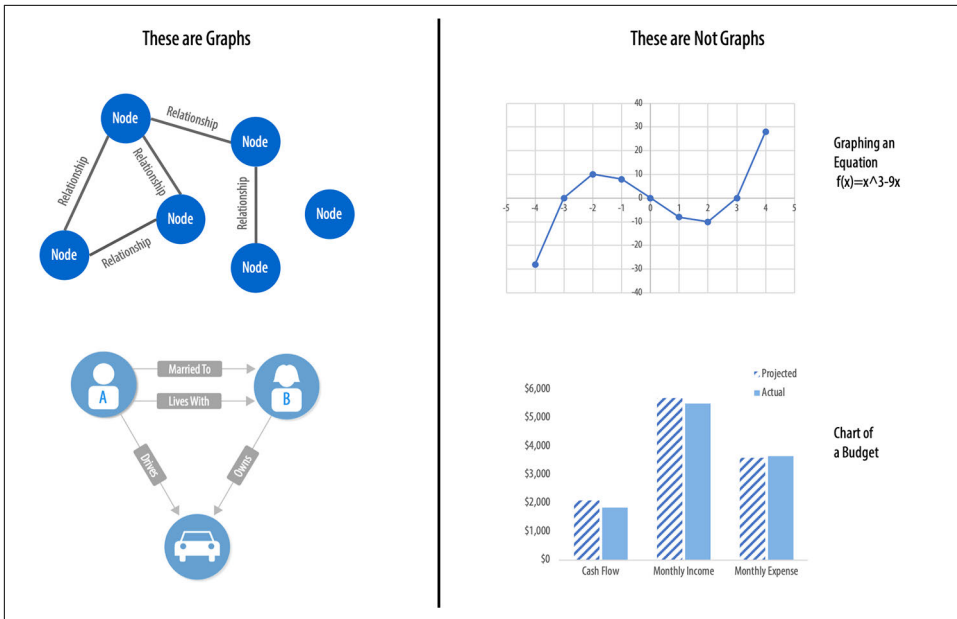 These are Graphs
Node
Relationship
Node
Relationship
Relationship
Node
Relationship
Node
Relationship
Node
Node
Married To
A
Lives With
B
Drives
Owns
These are Not Graphs
40
30
20
10
0
-5 -4 -3 -2 -1 0 1 2 3 4 5
-10
-20
-30
-40
Graphing an
Equation
f(x)=x^3-9x
Projected
Actual
$6,000
$5,000
$4,000
$3,000
$2,000
$1,000
$0
Cash Flow Monthly Income Monthly Expense
Chart of
a Budget